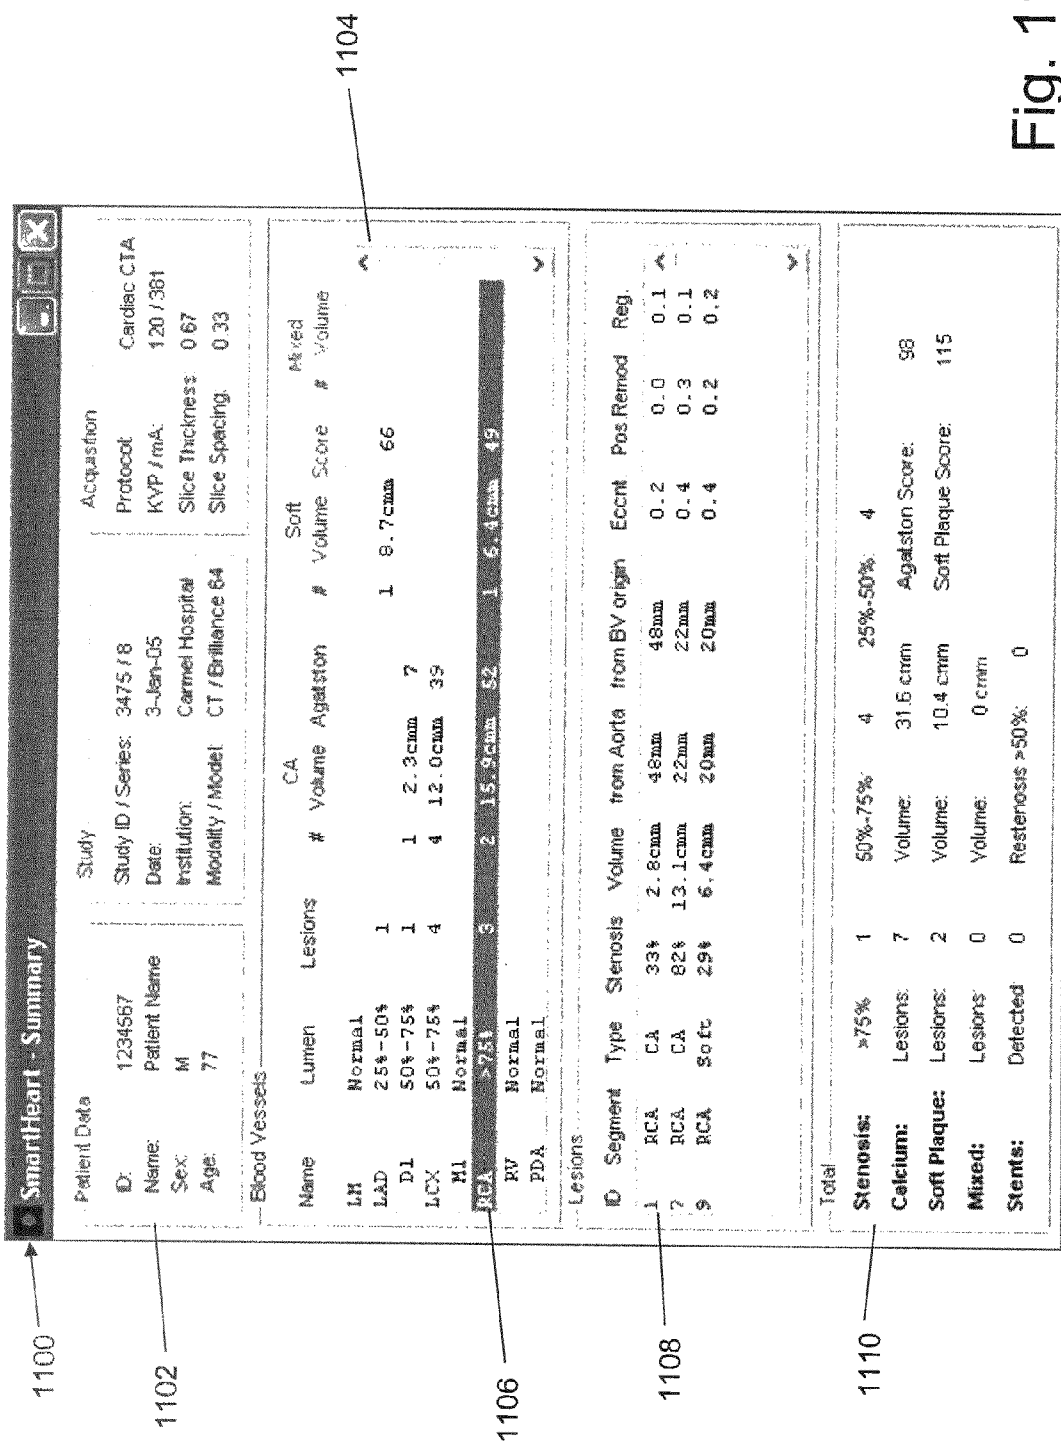 SmartHeart - Summary
Patient Data
ID: 1234567
Name: Patient Name
Sex: M
Age: 77
Study
Study ID / Series: 3475 / 8
Date: 3-Jan-05
Institution: Carmel Hospital
Modality / Model: CT / Brilliance 64
Acquisition
Protocol: Cardiac CTA
KVP / mA: 120 / 381
Slice Thickness: 0.67
Slice Spacing: 0.33
Blood Vessels
CA Soft Mixed
Name Lumen Lesions # Volume Agatston # Volume Score # Volume
LM Normal
LAD 25%-50% 1 1 8.7cmm 66
D1 50%-75% 1 1 2.3cmm 7
LCX 50%-75% 4 4 12.0cmm 39
M1 Normal
RCA >75% 3 2 15.9cmm 52 1 6.4cmm 49
RV Normal
PDA Normal
Lesions
ID Segment Type Stenosis Volume from Aorta from BV origin Eccnt Pos.Remod Reg.
1 RCA CA 33% 2.8cmm 48mm 48mm 0.2 0.0 0.1
7 RCA CA 82% 13.1cmm 22mm 22mm 0.4 0.3 0.1
9 RCA Soft 29% 6.4cmm 20mm 20mm 0.4 0.2 0.2
Total
Stenosis: >75% 1 50%-75%: 4 25%-50%: 4
Calcium: Lesions: 7 Volume: 31.6 cmm Agatston Score: 98
Soft Plaque: Lesions: 2 Volume: 10.4 cmm Soft Plaque Score: 115
Mixed: Lesions: 0 Volume: 0 cmm
Stents: Detected: 0 Restenosis >50%: 0
1100
1102
1104
1106
1108
1110
Fig. 1